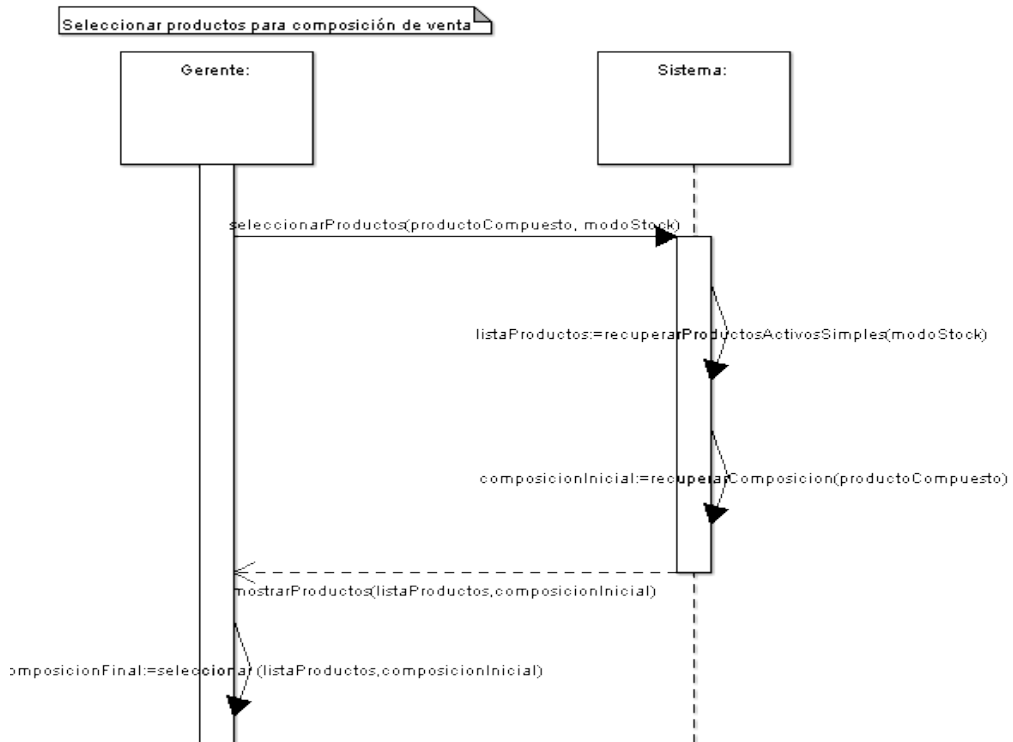 Seleccionar productos para composición de venta
Gerente:
Sistema:
seleccionarProductos(productoCompuesto, modoStock)
listaProductos:=recuperarProductosActivosSimples(modoStock)
composicionInicial:=recuperarComposicion(productoCompuesto)
mostrarProductos(listaProductos,composicionInicial)
omposicionFinal:=seleccionar (listaProductos,composicionInicial)